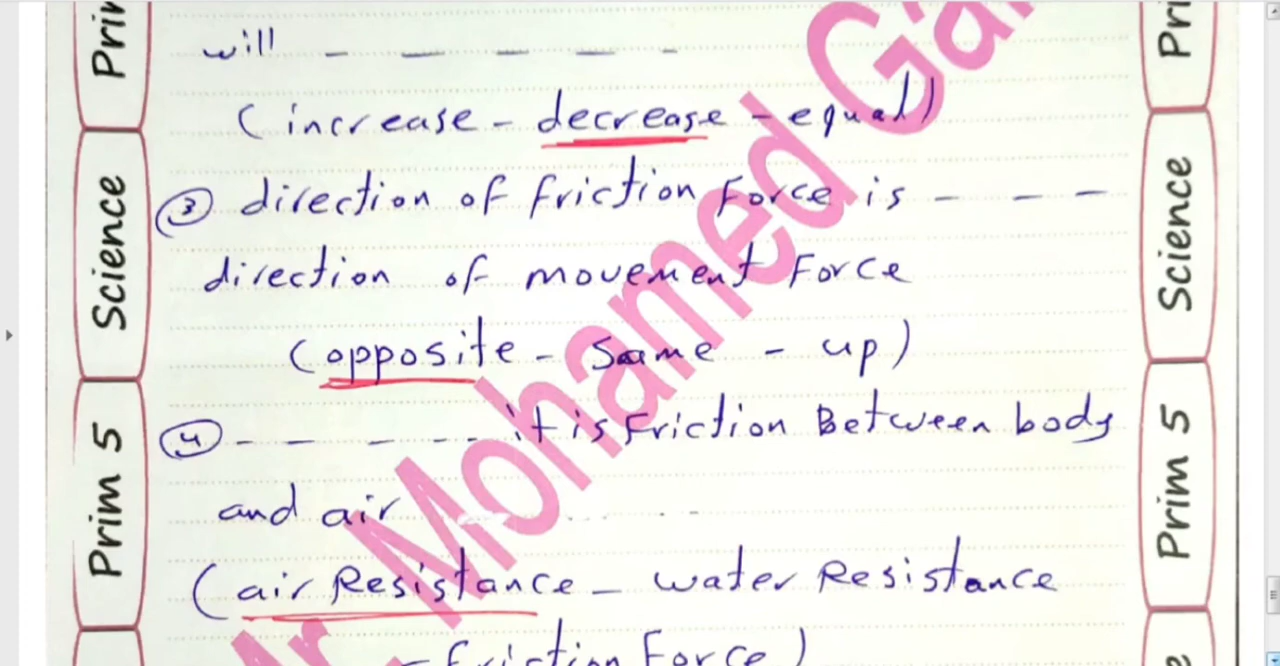 will - - - - -
(increase - decrease - equal)
③ direction of friction Force is - - -
direction of movement Force
(opposite - Same - up)
④ - - - - - it is Friction Between body
and air
(air Resistance - water Resistance
- friction Force)
Mr. Mohamed Ga
Prim
Science
Prim 5
Pri
Science
Prim 5